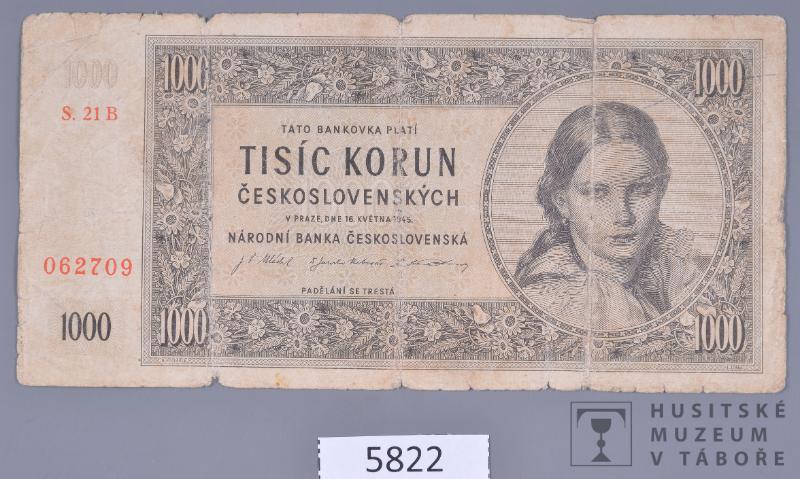 1000
S. 21 B
062709
1000
1000
1000
TATO BANKOVKA PLATÍ
TISÍC KORUN
ČESKOSLOVENSKÝCH
V PRAZE, DNE 16. KVĚTNA 1945.
NÁRODNÍ BANKA ČESKOSLOVENSKÁ
PADĚLÁNÍ SE TRESTÁ
1000
1000
5822
HUSITSKÉ
MUZEUM
V TÁBOŘE